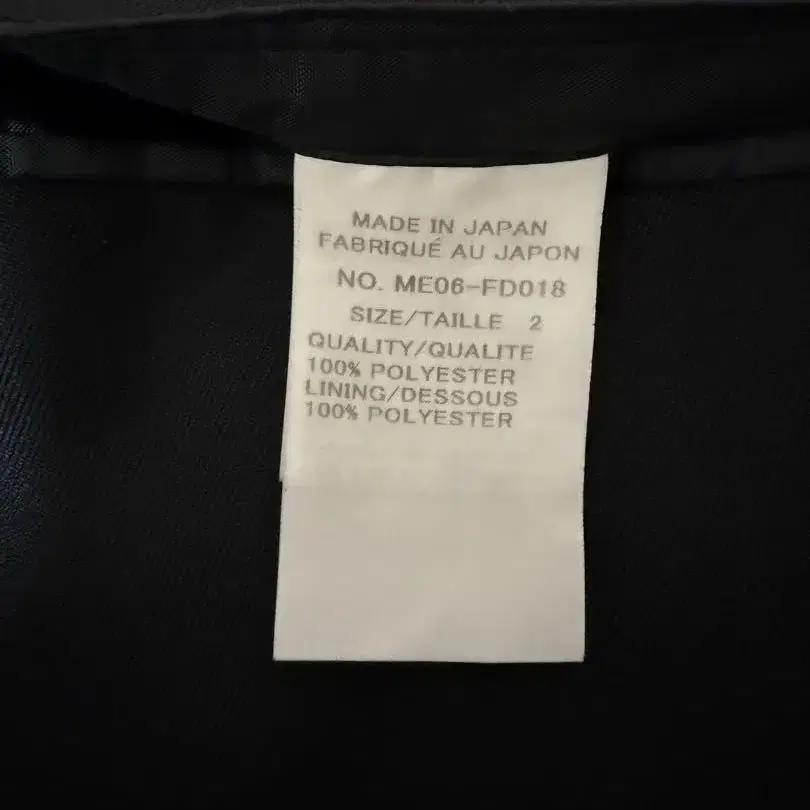 MADE IN JAPAN
FABRIQUÉ AU JAPON
NO. ME06-FD018
SIZE/TAILLE 2
QUALITY/QUALITE
100% POLYESTER
LINING/DESSOUS
100% POLYESTER